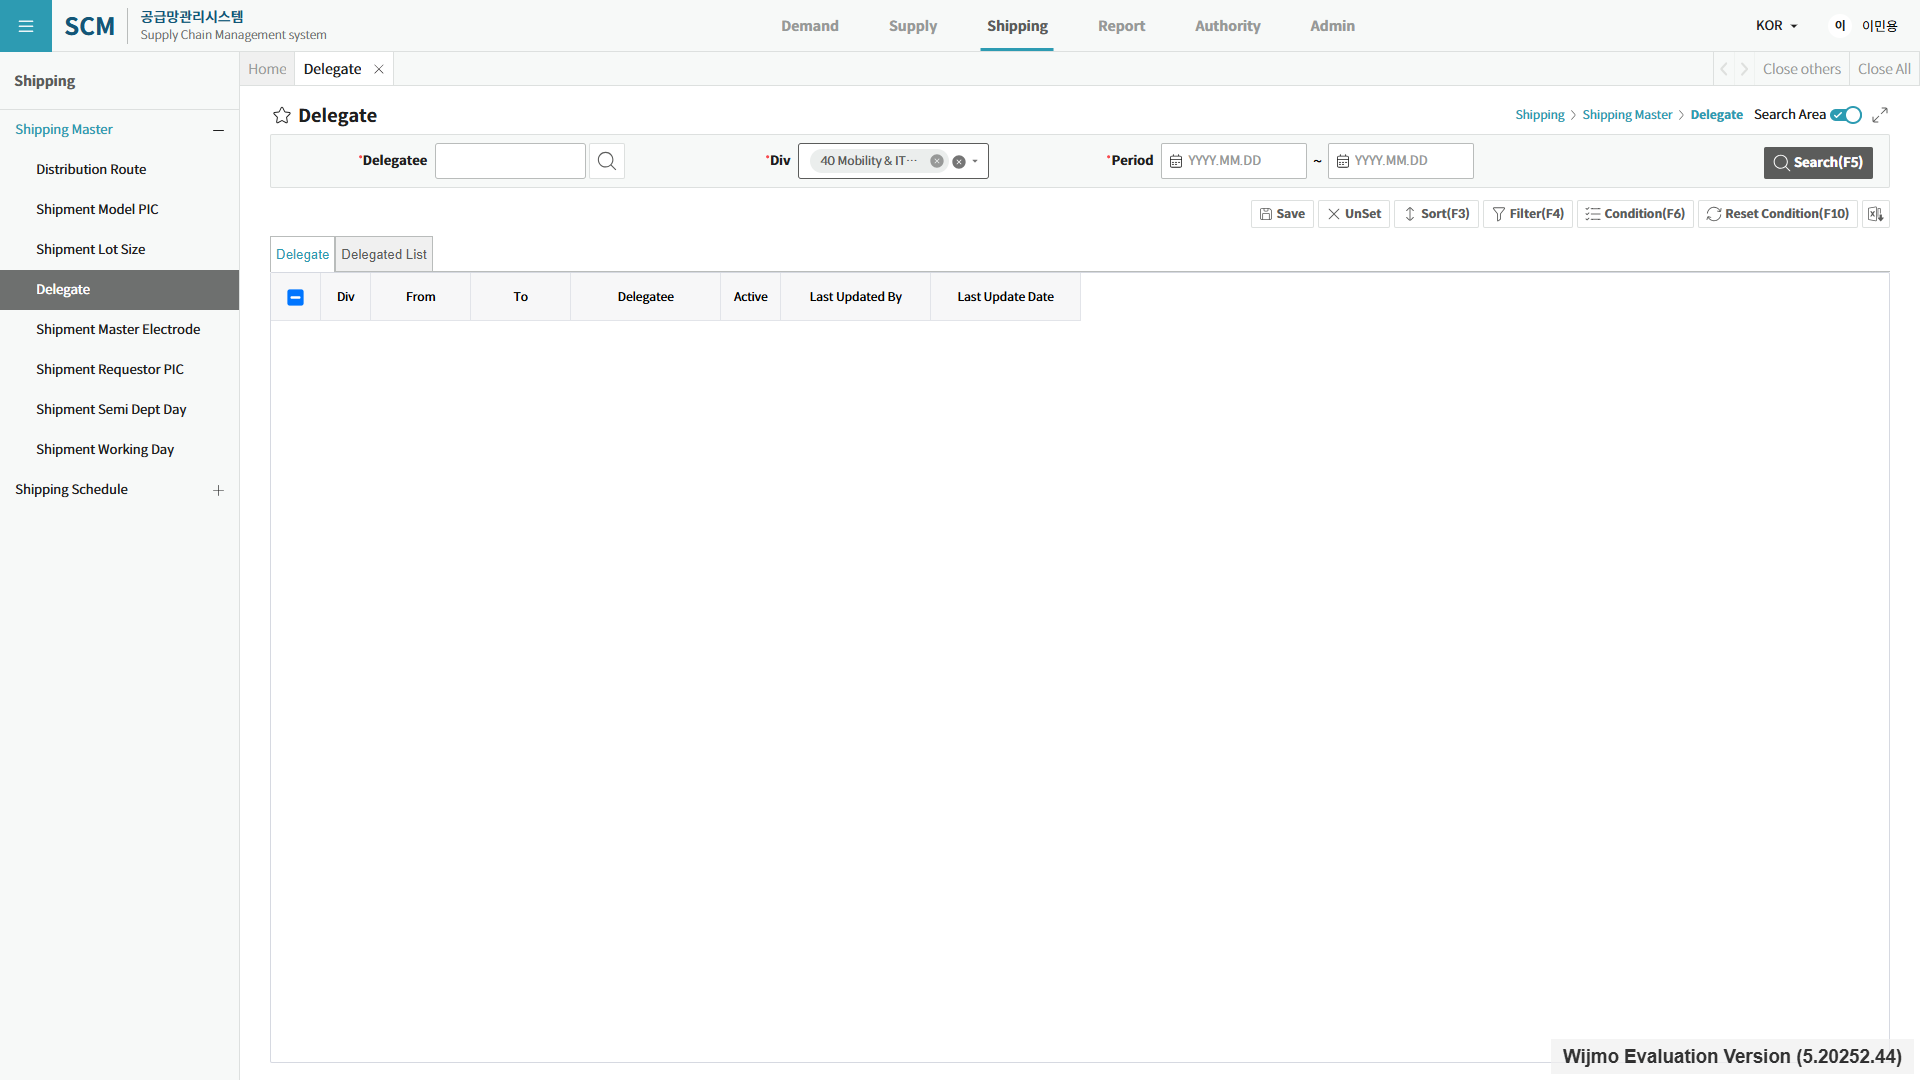 SCM
공급망관리시스템
Supply Chain Management system
Demand
Supply
Shipping
Report
Authority
Admin
KOR
이
이민용
Shipping
Home
Delegate
Close others
Close All
Shipping Master
Distribution Route
Shipment Model PIC
Shipment Lot Size
Delegate
Shipment Master Electrode
Shipment Requestor PIC
Shipment Semi Dept Day
Shipment Working Day
Shipping Schedule
Delegate
Shipping > Shipping Master > Delegate
Search Area
*Delegatee
*Div
40 Mobility & IT···
*Period
YYYY.MM.DD
~
YYYY.MM.DD
Search(F5)
Save
UnSet
Sort(F3)
Filter(F4)
Condition(F6)
Reset Condition(F10)
Delegate
Delegated List
Div
From
To
Delegatee
Active
Last Updated By
Last Update Date
Wijmo Evaluation Version (5.20252.44)